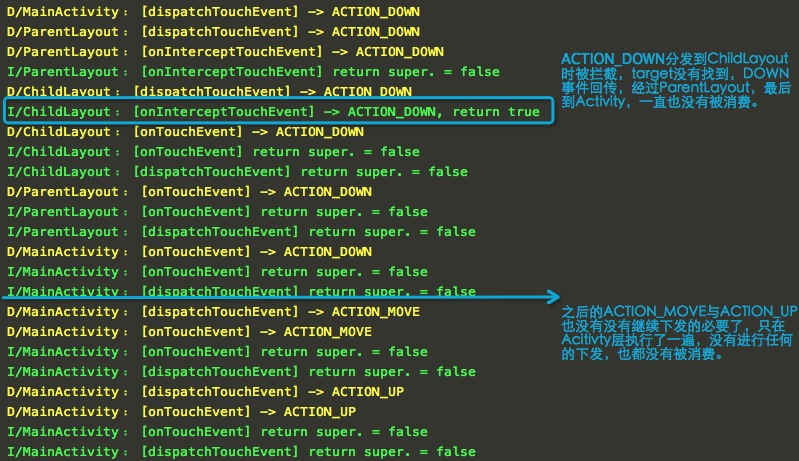 D/MainActivity: [dispatchTouchEvent] —> ACTION_DOWN
D/ParentLayout: [dispatchTouchEvent] —> ACTION_DOWN
D/ParentLayout: [onInterceptTouchEvent] —> ACTION_DOWN
I/ParentLayout: [onInterceptTouchEvent] return super. = false
D/ChildLayout: [dispatchTouchEvent] —> ACTION_DOWN
I/ChildLayout: [onInterceptTouchEvent] —> ACTION_DOWN, return true
D/ChildLayout: [onTouchEvent] —> ACTION_DOWN
I/ChildLayout: [onTouchEvent] return super. = false
I/ChildLayout: [dispatchTouchEvent] return super. = false
D/ParentLayout: [onTouchEvent] —> ACTION_DOWN
I/ParentLayout: [onTouchEvent] return super. = false
I/ParentLayout: [dispatchTouchEvent] return super. = false
D/MainActivity: [onTouchEvent] —> ACTION_DOWN
I/MainActivity: [onTouchEvent] return super. = false
I/MainActivity: [dispatchTouchEvent] return super. = false
D/MainActivity: [dispatchTouchEvent] —> ACTION_MOVE
D/MainActivity: [onTouchEvent] —> ACTION_MOVE
I/MainActivity: [onTouchEvent] return super. = false
I/MainActivity: [dispatchTouchEvent] return super. = false
D/MainActivity: [dispatchTouchEvent] —> ACTION_UP
D/MainActivity: [onTouchEvent] —> ACTION_UP
I/MainActivity: [onTouchEvent] return super. = false
I/MainActivity: [dispatchTouchEvent] return super. = false
ACTION_DOWN分发到ChildLayout
时被拦截，target没有找到，DOWN
事件回传，经过ParentLayout，最后
到Activity，一直也没有被消费。
之后的ACTION_MOVE与ACTION_UP
也没有没有继续下发的必要了，只在
Acitivty层执行了一遍，没有进行任何
的下发，也都没有被消费。